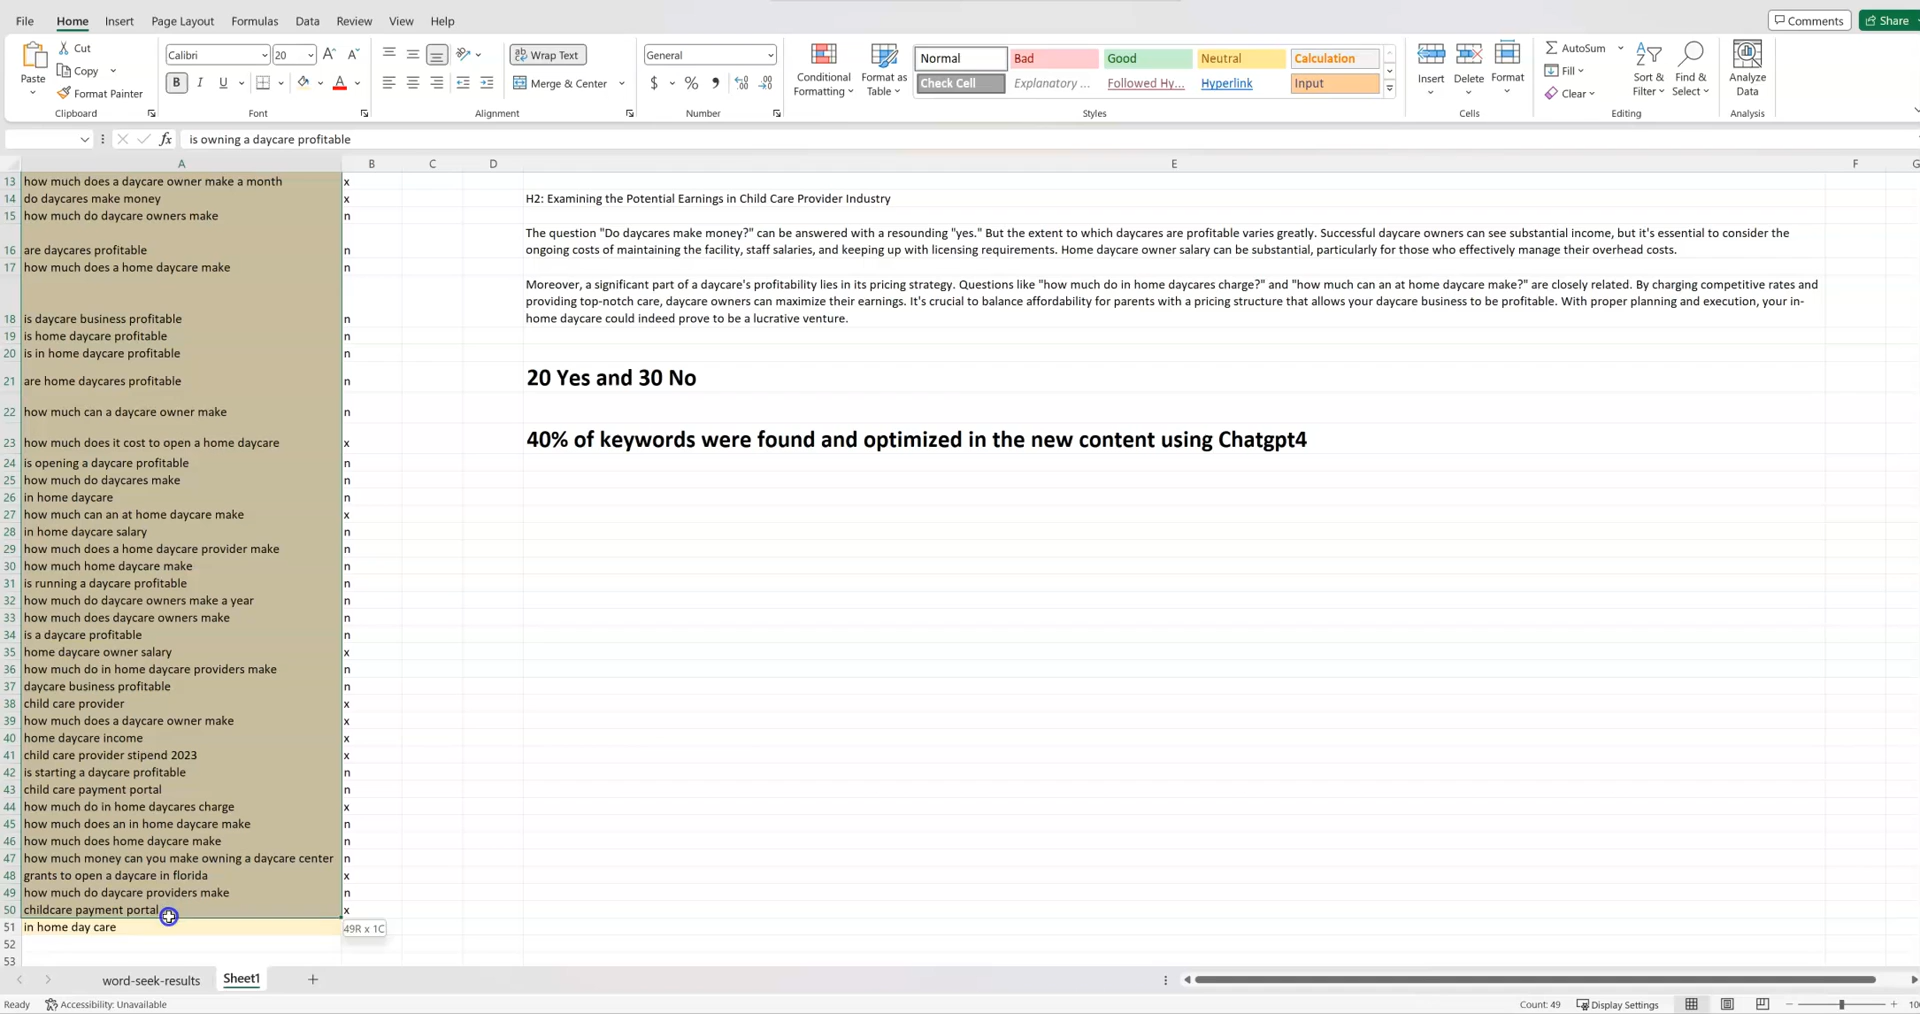 File Home Insert Page Layout Formulas Data Review View Help
Comments Share
Paste
Cut
Copy
Format Painter
Clipboard
Calibri 20
B I U
Font
Wrap Text
Merge & Center
Alignment
General
$ % ,
Number
Conditional Formatting
Format as Table
Normal Bad Good Neutral Calculation
Check Cell Explanatory ... Followed Hy... Hyperlink Input
Styles
Insert Delete Format
Cells
AutoSum
Fill
Clear
Sort & Filter
Find & Select
Editing
Analyze Data
Analysis
fx is owning a daycare profitable
A B C D E F G
13 how much does a daycare owner make a month x
14 do daycares make money x
15 how much do daycare owners make n
16 are daycares profitable n
17 how much does a home daycare make n
18 is daycare business profitable n
19 is home daycare profitable n
20 is in home daycare profitable n
21 are home daycares profitable n
22 how much can a daycare owner make n
23 how much does it cost to open a home daycare x
24 is opening a daycare profitable n
25 how much do daycares make n
26 in home daycare n
27 how much can an at home daycare make x
28 in home daycare salary n
29 how much does a home daycare provider make n
30 how much home daycare make n
31 is running a daycare profitable n
32 how much do daycare owners make a year n
33 how much does daycare owners make n
34 is a daycare profitable n
35 home daycare owner salary x
36 how much do in home daycare providers make n
37 daycare business profitable n
38 child care provider x
39 how much does a daycare owner make x
40 home daycare income x
41 child care provider stipend 2023 x
42 is starting a daycare profitable n
43 child care payment portal n
44 how much do in home daycares charge x
45 how much does an in home daycare make n
46 how much does home daycare make n
47 how much money can you make owning a daycare center n
48 grants to open a daycare in florida x
49 how much do daycare providers make n
50 childcare payment portal x
51 in home day care 49R x 1C
52
53
H2: Examining the Potential Earnings in Child Care Provider Industry
The question "Do daycares make money?" can be answered with a resounding "yes." But the extent to which daycares are profitable varies greatly. Successful daycare owners can see substantial income, but it's essential to consider the
ongoing costs of maintaining the facility, staff salaries, and keeping up with licensing requirements. Home daycare owner salary can be substantial, particularly for those who effectively manage their overhead costs.
Moreover, a significant part of a daycare's profitability lies in its pricing strategy. Questions like "how much do in home daycares charge?" and "how much can an at home daycare make?" are closely related. By charging competitive rates and
providing top-notch care, daycare owners can maximize their earnings. It's crucial to balance affordability for parents with a pricing structure that allows your daycare business to be profitable. With proper planning and execution, your in-
home daycare could indeed prove to be a lucrative venture.
20 Yes and 30 No
40% of keywords were found and optimized in the new content using Chatgpt4
word-seek-results Sheet1
Ready Accessibility: Unavailable Count: 49 Display Settings